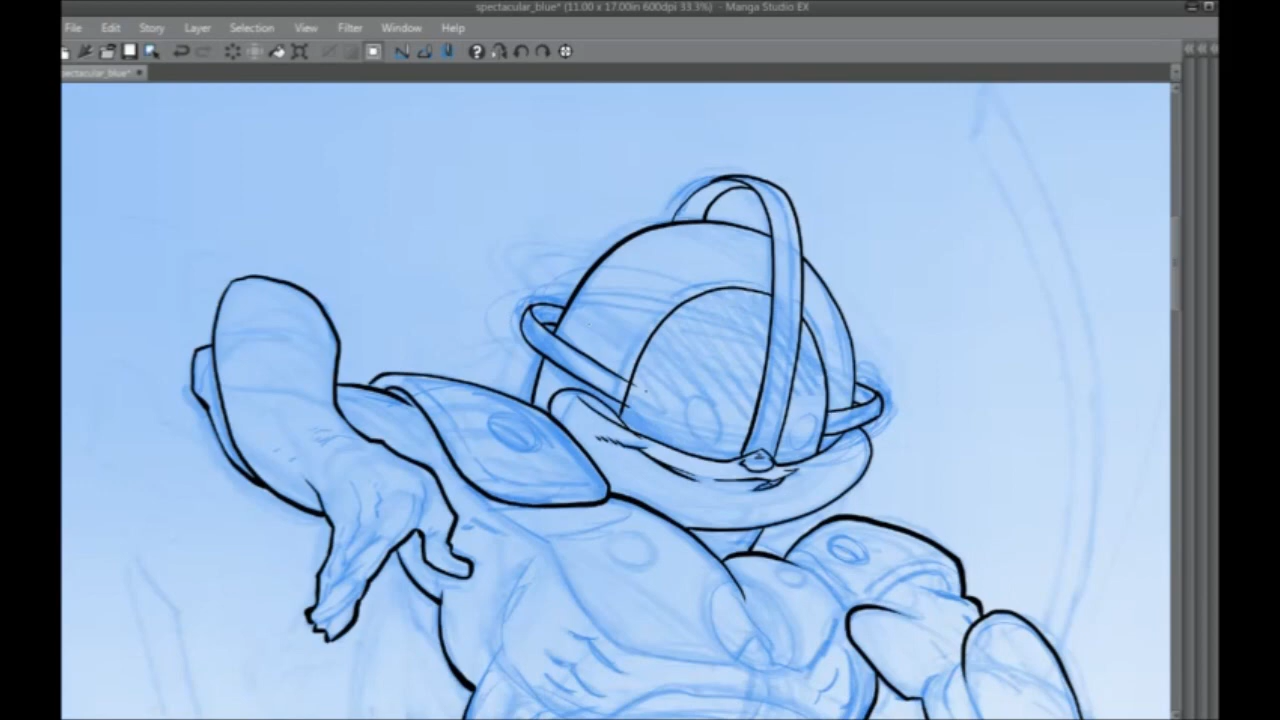 spectacular_blue* (11.00 x 17.00in 600dpi 33.3%) - Manga Studio EX
File Edit Story Layer Selection View Filter Window Help
pectacular_blue*